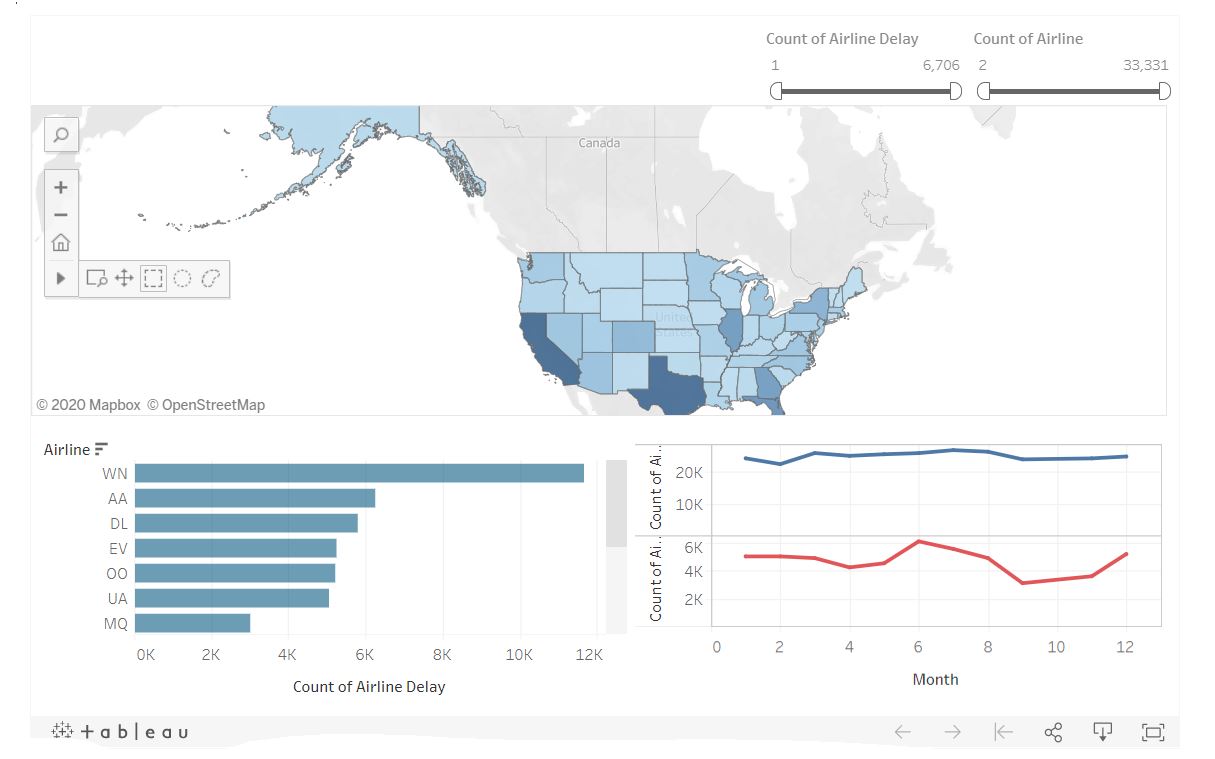 Count of Airline Delay
1 6,706
Count of Airline
2 33,331
Canada
United
States
© 2020 Mapbox © OpenStreetMap
Airline
WN
AA
DL
EV
OO
UA
MQ
0K 2K 4K 6K 8K 10K 12K
Count of Airline Delay
Count of Ai..
20K
10K
Count of Ai..
6K
4K
2K
0 2 4 6 8 10 12
Month
+ableau